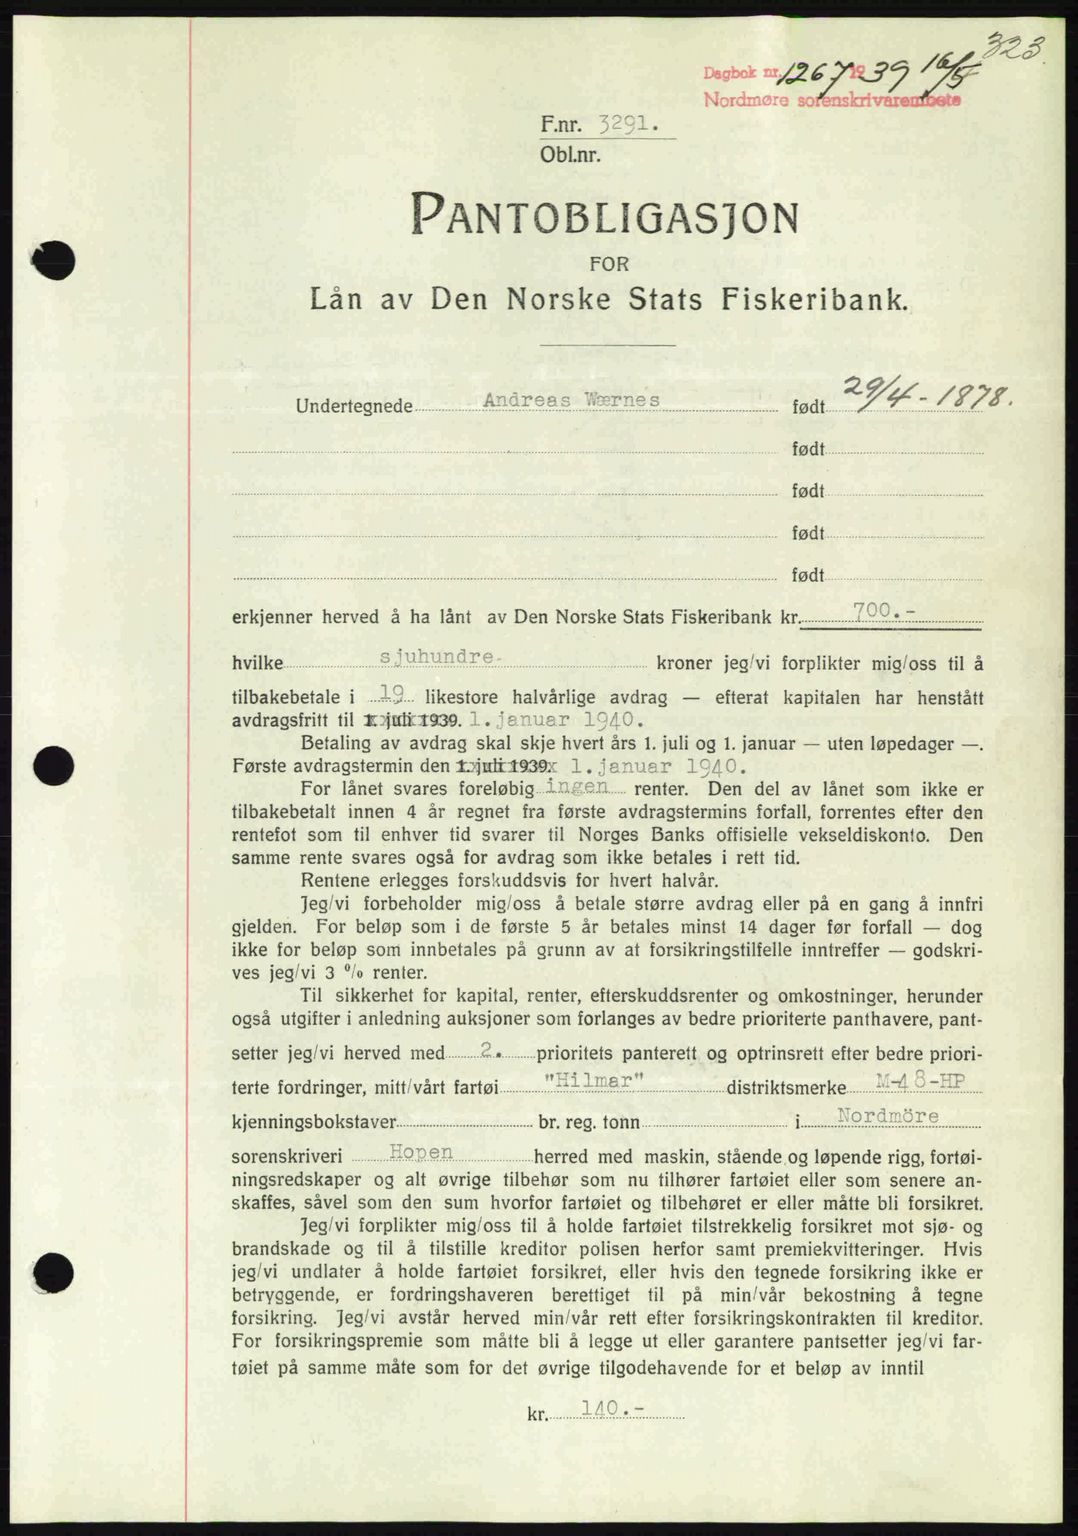 323.
Dagbok nr. 1267 1939 16/5
Nordmøre sorenskrivarembete
F.nr. 3291.
Obl.nr.
PANTOBLIGASJON
FOR
Lån av Den Norske Stats Fiskeribank.
Undertegnede Andreas Wærnes født 29/4-1878.
født
født
født
født
erkjenner herved å ha lånt av Den Norske Stats Fiskeribank kr. 700.-
hvilke sjuhundre- kroner jeg/vi forplikter mig/oss til å
tilbakebetale i 19 likestore halvårlige avdrag — efterat kapitalen har henstått
avdragsfritt til 1. juli 1939. 1.januar 1940.
Betaling av avdrag skal skje hvert års 1. juli og 1. januar — uten løpedager —.
Første avdragstermin den 1. juli 1939. 1.januar 1940.
For lånet svares foreløbig ingen renter. Den del av lånet som ikke er
tilbakebetalt innen 4 år regnet fra første avdragstermins forfall, forrentes efter den
rentefot som til enhver tid svarer til Norges Banks offisielle vekseldiskonto. Den
samme rente svares også for avdrag som ikke betales i rett tid.
Rentene erlegges forskuddsvis for hvert halvår.
Jeg/vi forbeholder mig/oss å betale større avdrag eller på en gang å innfri
gjelden. For beløp som i de første 5 år betales minst 14 dager før forfall — dog
ikke for beløp som innbetales på grunn av at forsikringstilfelle inntreffer — godskri-
ves jeg/vi 3 % renter.
Til sikkerhet for kapital, renter, efterskuddsrenter og omkostninger, herunder
også utgifter i anledning auksjoner som forlanges av bedre prioriterte panthavere, pant-
setter jeg/vi herved med 2. prioritets panterett og optrinsrett efter bedre priori-
terte fordringer, mitt/vårt fartøi "Hilmar" distriktsmerke M-48-HP
kjenningsbokstaver br. reg. tonn i Nordmöre
sorenskriveri Hopen herred med maskin, stående og løpende rigg, fortøi-
ningsredskaper og alt øvrige tilbehør som nu tilhører fartøiet eller som senere an-
skaffes, såvel som den sum hvorfor fartøiet og tilbehøret er eller måtte bli forsikret.
Jeg/vi forplikter mig/oss til å holde fartøiet tilstrekkelig forsikret mot sjø- og
brandskade og til å tilstille kreditor polisen herfor samt premiekvitteringer. Hvis
jeg/vi undlater å holde fartøiet forsikret, eller hvis den tegnede forsikring ikke er
betryggende, er fordringshaveren berettiget til på min/vår bekostning å tegne
forsikring. Jeg/vi avstår herved min/vår rett efter forsikringskontrakten til kreditor.
For forsikringspremie som måtte bli å legge ut eller garantere pantsetter jeg/vi far-
tøiet på samme måte som for det øvrige tilgodehavende for et beløp av inntil
kr. 140.-